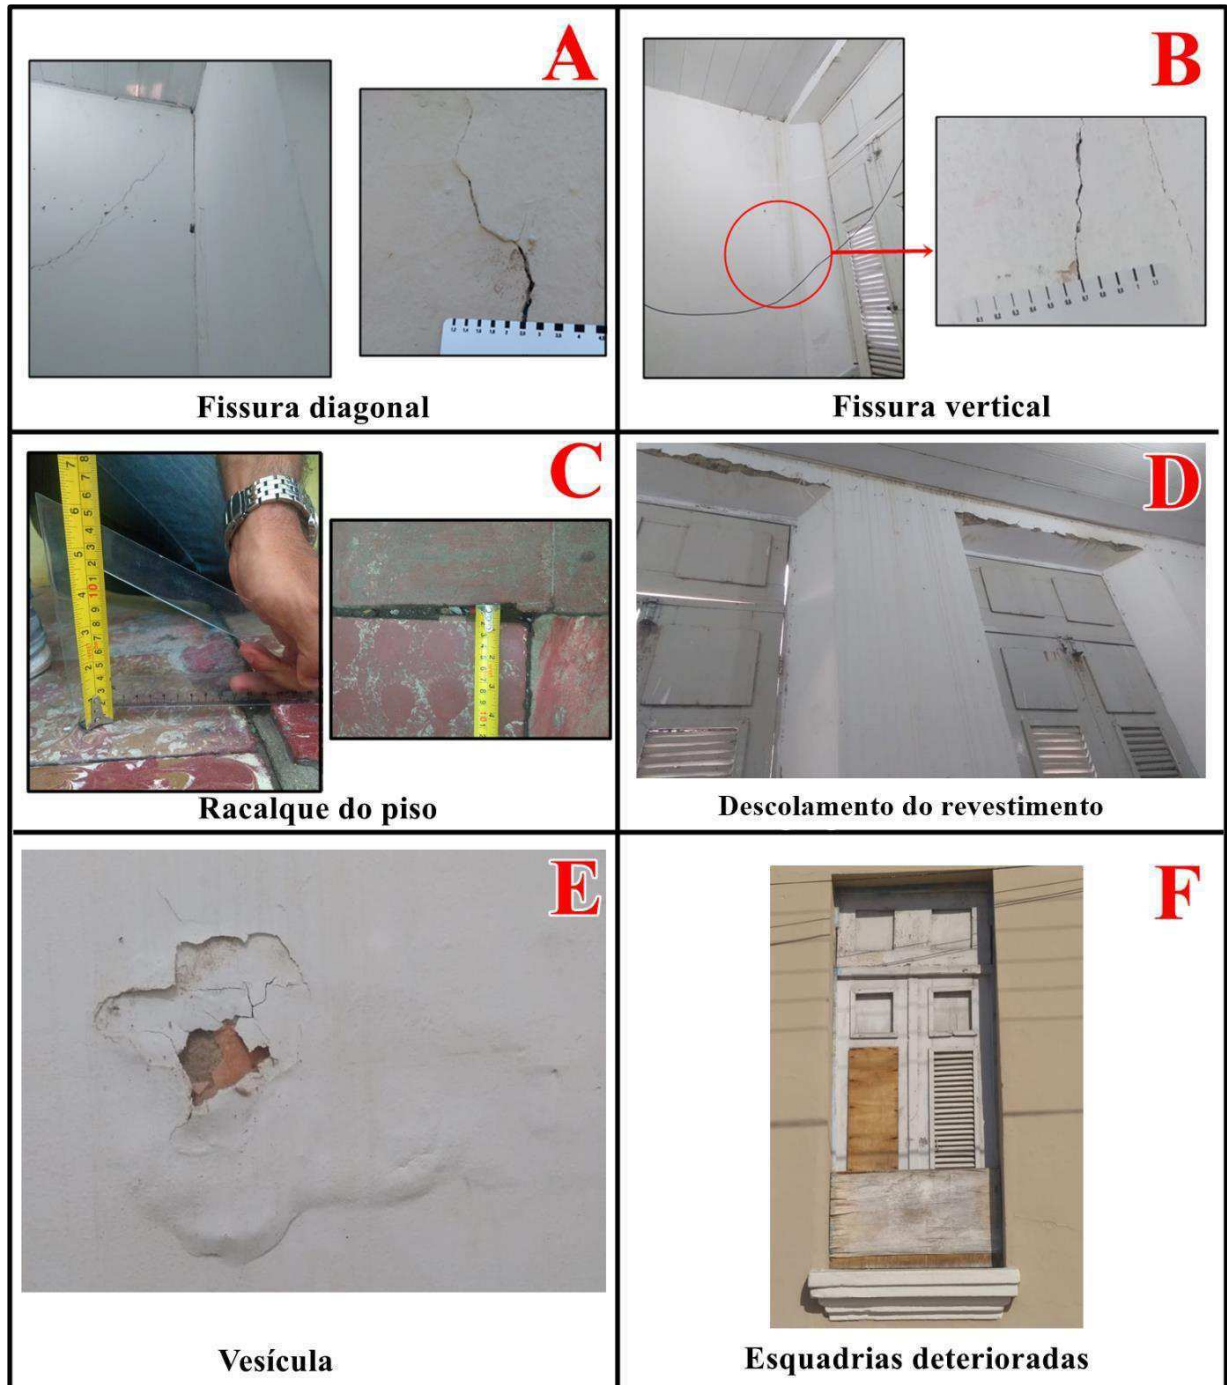 A
Fissura diagonal
B
Fissura vertical
C
Racalque do piso
D
Descolamento do revestimento
E
Vesícula
F
Esquadrias deterioradas